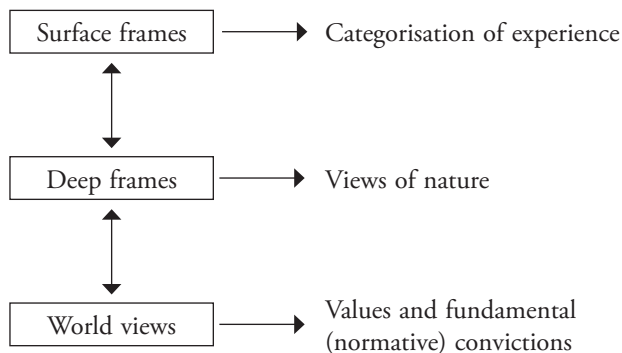 Surface frames
Categorisation of experience
Deep frames
Views of nature
World views
Values and fundamental
(normative) convictions